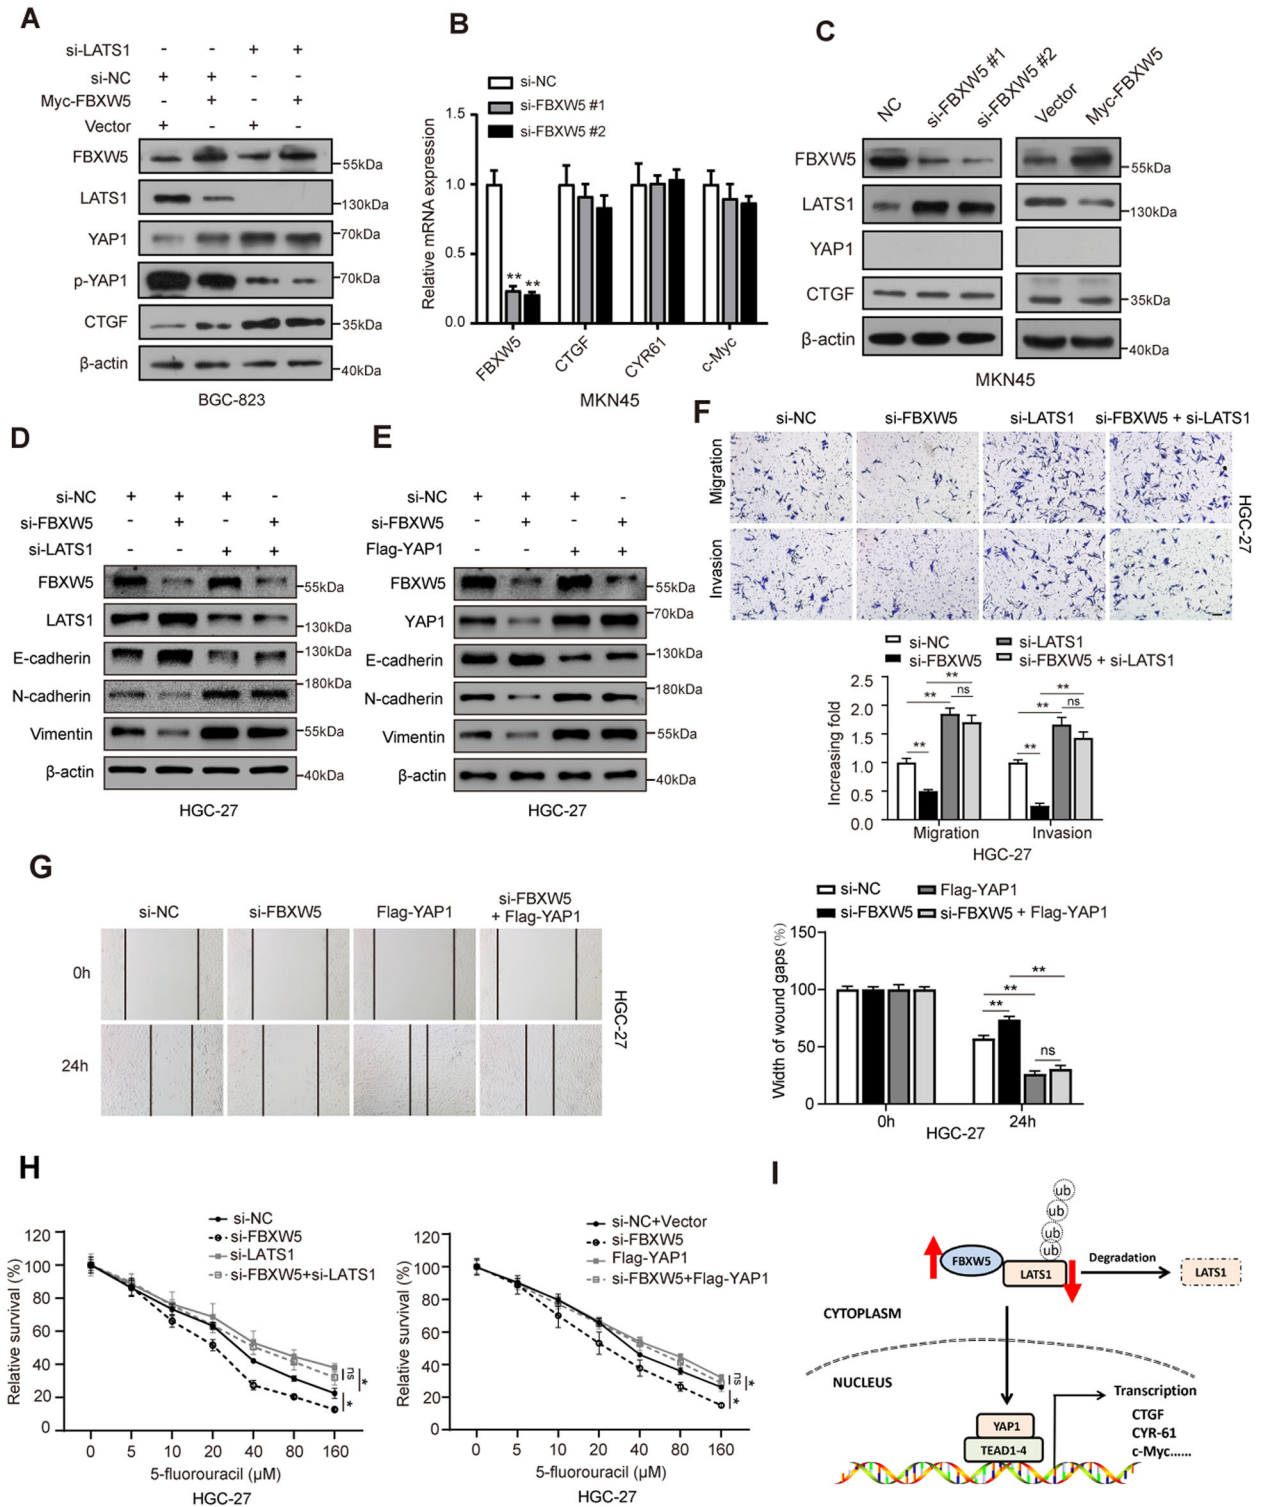 A
si-LATS1 - - + +
si-NC + + - -
Myc-FBXW5 - + - +
Vector + - + -
FBXW5
55kDa
LATS1
130kDa
YAP1
70kDa
p-YAP1
70kDa
CTGF
35kDa
β-actin
40kDa
BGC-823
B
si-NC
si-FBXW5 #1
si-FBXW5 #2
Relative mRNA expression
1.5
1.0
0.5
0.0
** **
FBXW5
CTGF
CYR61
c-Myc
MKN45
C
NC
si-FBXW5 #1
si-FBXW5 #2
Vector
Myc-FBXW5
FBXW5
55kDa
LATS1
130kDa
YAP1
CTGF
35kDa
β-actin
40kDa
MKN45
D
si-NC + + + -
si-FBXW5 - + - +
si-LATS1 - - + +
FBXW5
55kDa
LATS1
130kDa
E-cadherin
130kDa
N-cadherin
180kDa
Vimentin
55kDa
β-actin
40kDa
HGC-27
E
si-NC + + + -
si-FBXW5 - + - +
Flag-YAP1 - - + +
FBXW5
55kDa
YAP1
70kDa
E-cadherin
130kDa
N-cadherin
180kDa
Vimentin
55kDa
β-actin
40kDa
HGC-27
F
si-NC
si-FBXW5
si-LATS1
si-FBXW5 + si-LATS1
Migration
Invasion
HGC-27
si-NC
si-LATS1
si-FBXW5
si-FBXW5 + si-LATS1
Increasing fold
2.5
2.0
1.5
1.0
0.5
0.0
**
**
ns
**
**
**
ns
**
Migration
Invasion
HGC-27
G
si-NC
si-FBXW5
Flag-YAP1
si-FBXW5
+ Flag-YAP1
0h
24h
HGC-27
si-NC
Flag-YAP1
si-FBXW5
si-FBXW5 + Flag-YAP1
Width of wound gaps(%)
150
100
50
0
**
**
**
ns
0h
24h
HGC-27
H
si-NC
si-FBXW5
si-LATS1
si-FBXW5+si-LATS1
Relative survival (%)
120
100
80
60
40
20
0
ns
*
*
0 5 10 20 40 80 160
5-fluorouracil (μM)
HGC-27
si-NC+Vector
si-FBXW5
Flag-YAP1
si-FBXW5+Flag-YAP1
Relative survival (%)
120
100
80
60
40
20
0
ns
*
*
0 5 10 20 40 80 160
5-fluorouracil (μM)
HGC-27
I
ub
ub
ub
ub
FBXW5
LATS1
Degradation
LATS1
CYTOPLASM
NUCLEUS
YAP1
TEAD1-4
Transcription
CTGF
CYR-61
c-Myc......